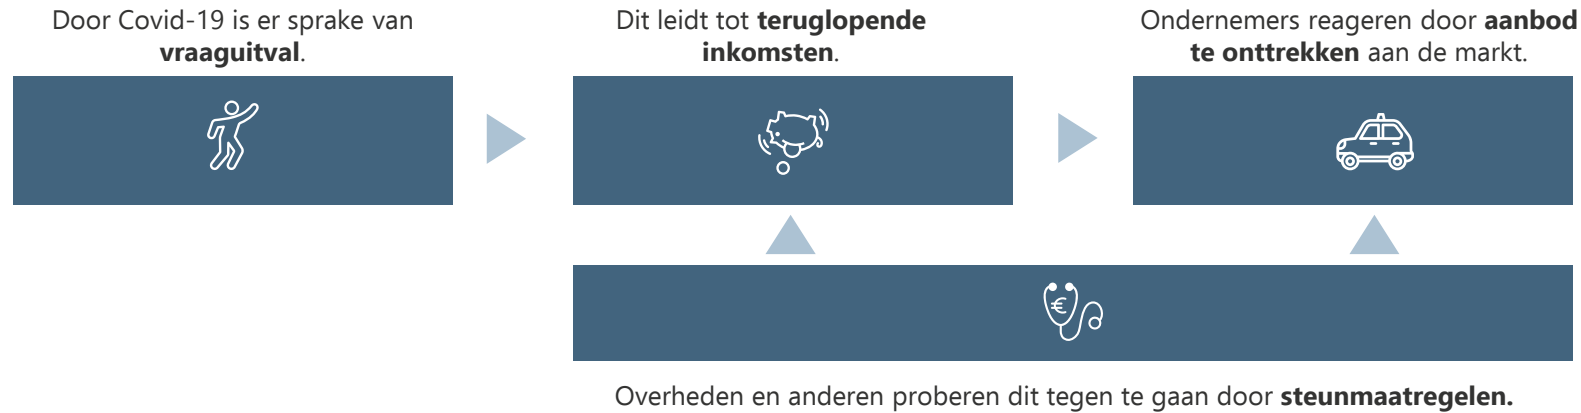 Door Covid-19 is er sprake van
vraaguitval.
Dit leidt tot teruglopende
inkomsten.
Ondernemers reageren door aanbod
te onttrekken aan de markt.
€
Overheden en anderen proberen dit tegen te gaan door steunmaatregelen.